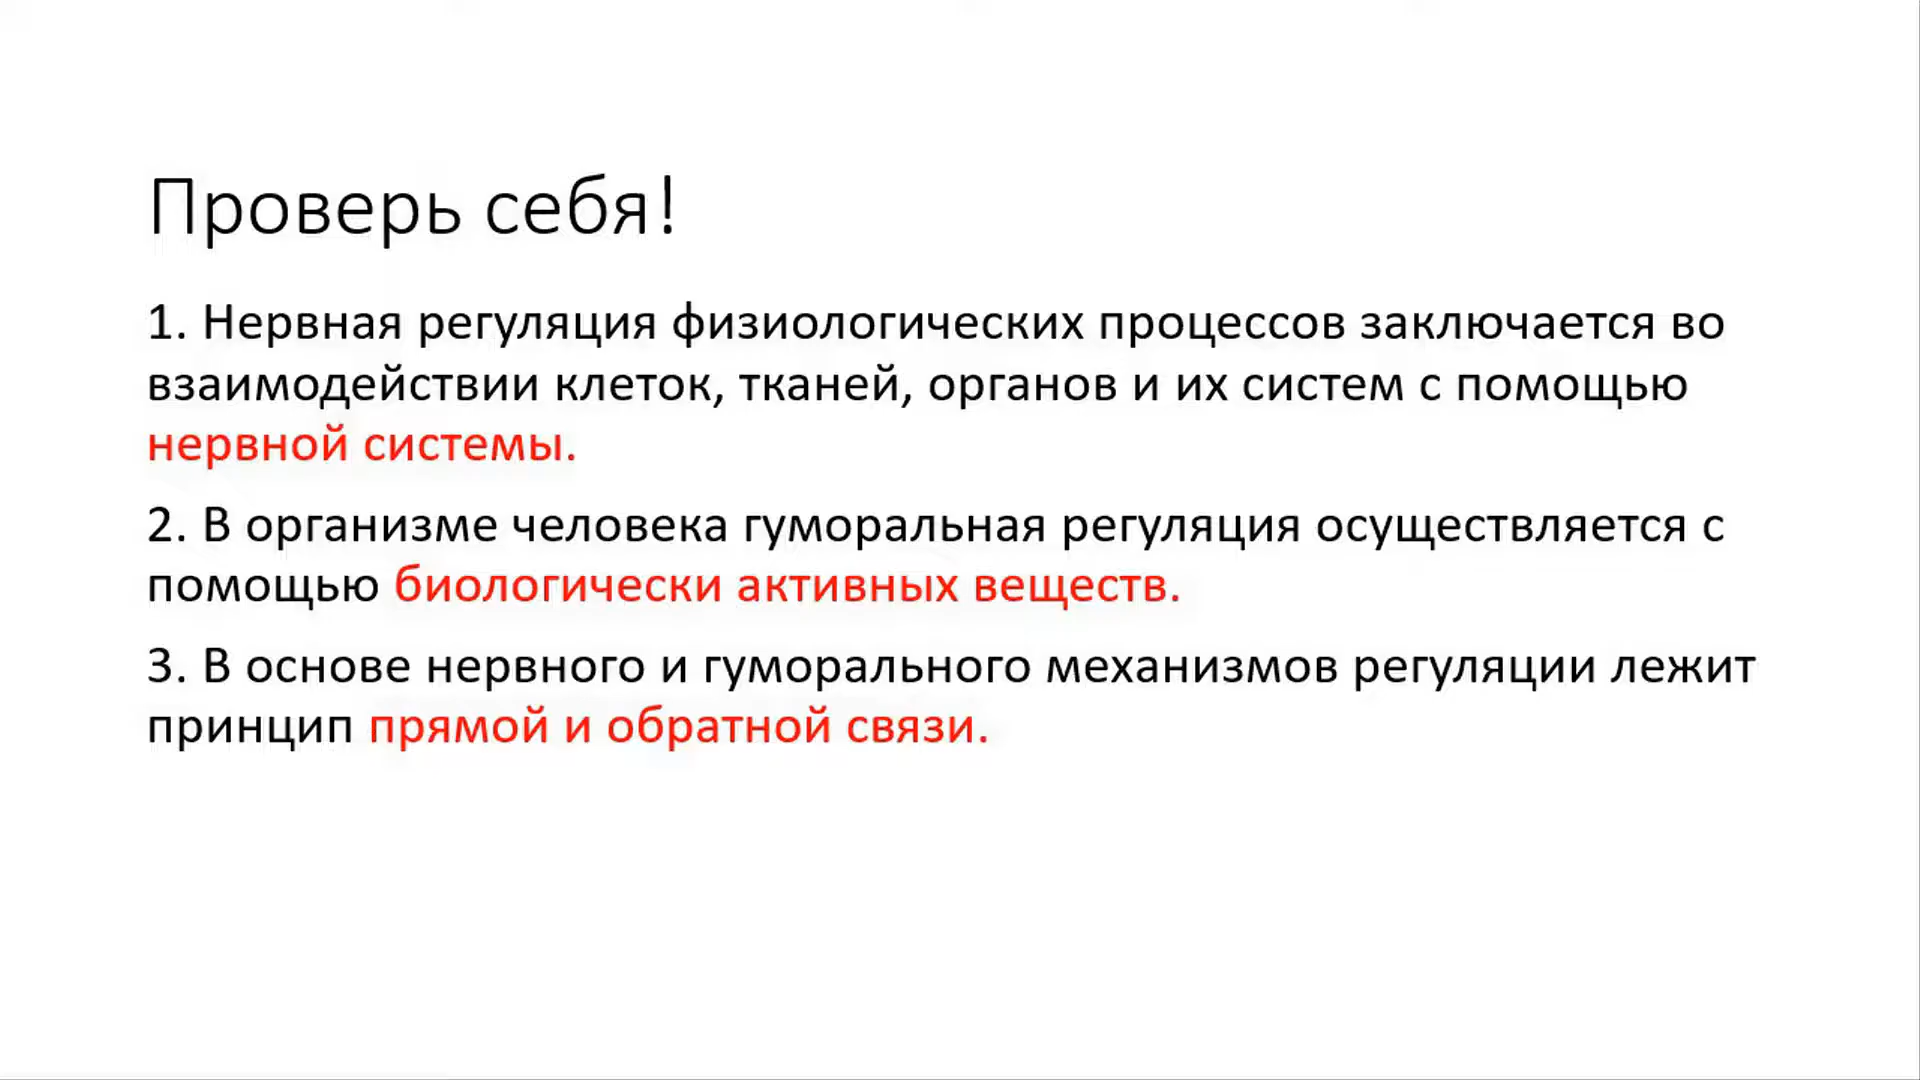 Проверь себя!
1. Нервная регуляция физиологических процессов заключается во
взаимодействии клеток, тканей, органов и их систем с помощью
нервной системы.
2. В организме человека гуморальная регуляция осуществляется с
помощью биологически активных веществ.
3. В основе нервного и гуморального механизмов регуляции лежит
принцип прямой и обратной связи.